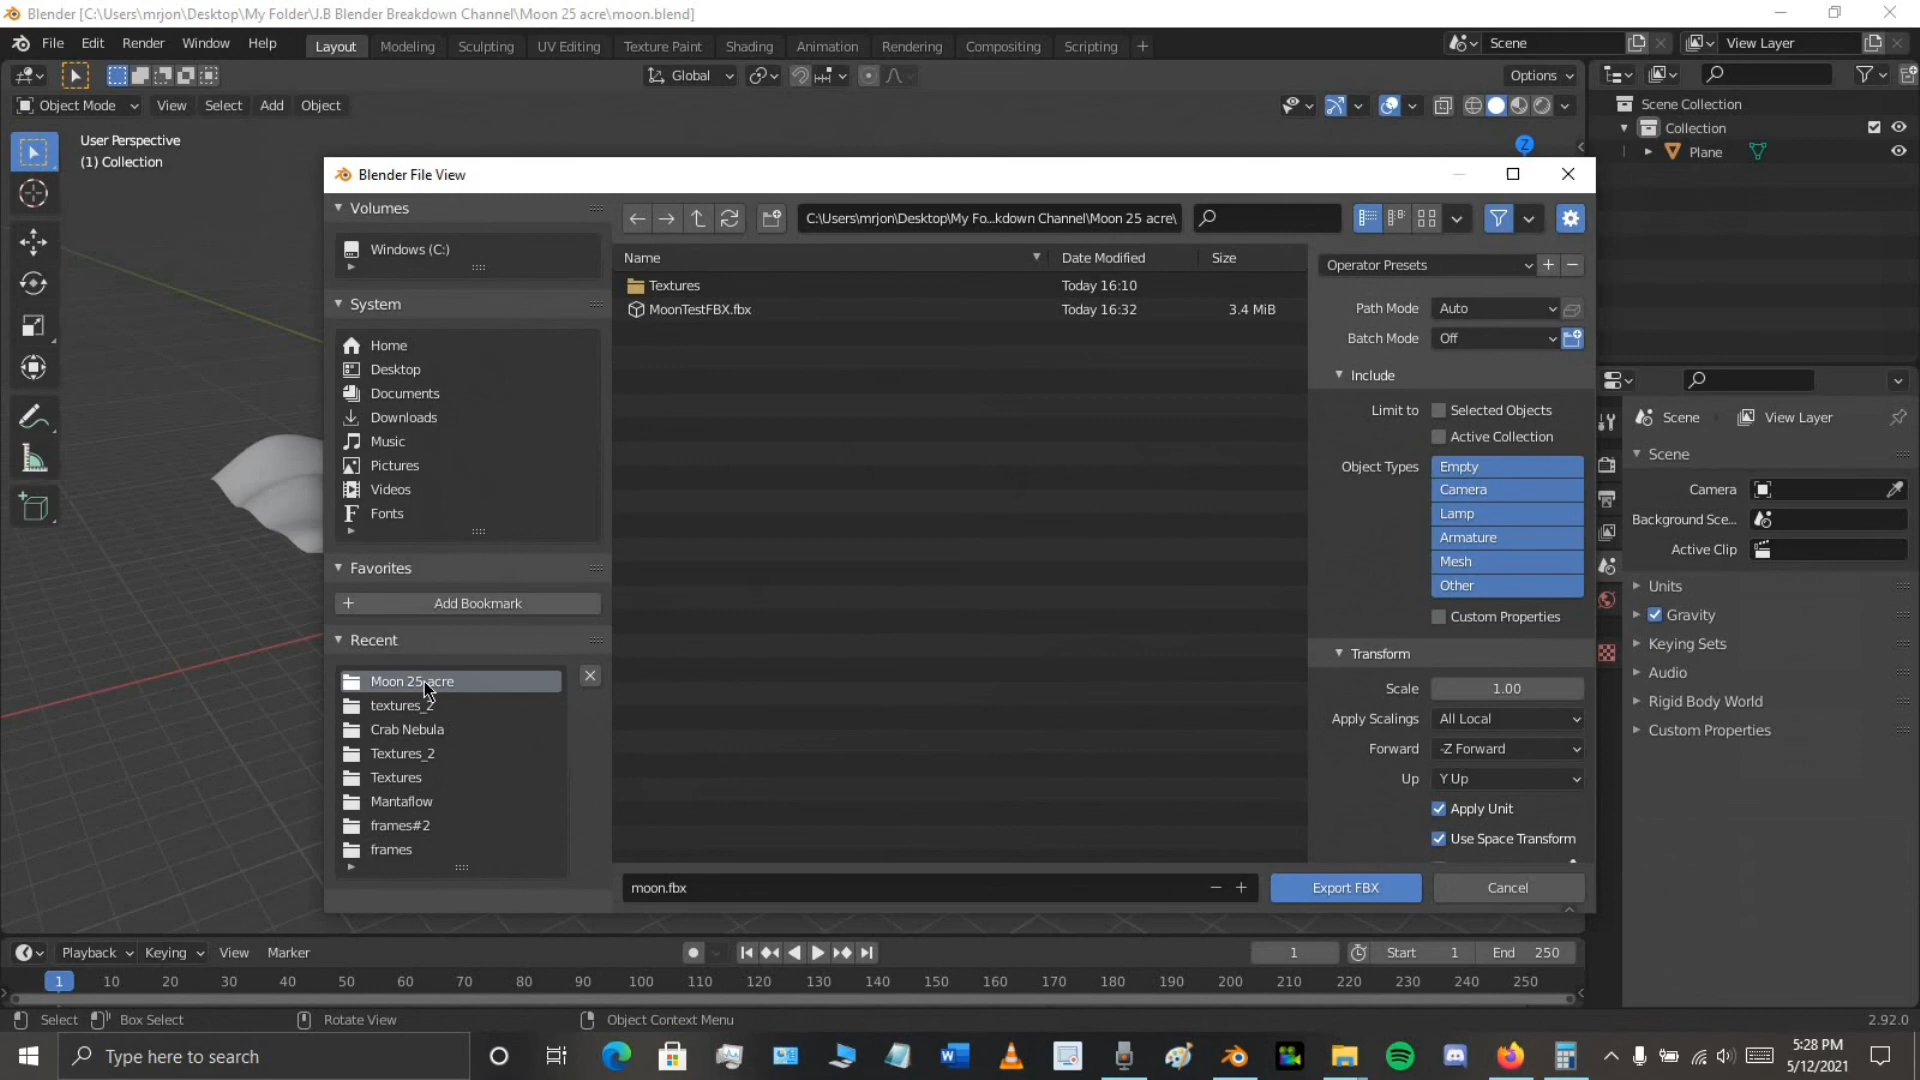 Blender [C:\Users\mrjon\Desktop\My Folder\J.B Blender Breakdown Channel\Moon 25 acre\moon.blend]
File Edit Render Window Help Layout Modeling Sculpting UV Editing Texture Paint Shading Animation Rendering Compositing Scripting + Scene View Layer
Global Options
Object Mode View Select Add Object
User Perspective
(1) Collection
Z
Scene Collection
Collection
Plane
Blender File View
Volumes
Windows (C:)
System
Home
Desktop
Documents
Downloads
Music
Pictures
Videos
Fonts
Favorites
Add Bookmark
Recent
Moon 25 acre
textures_2
Crab Nebula
Textures_2
Textures
Mantaflow
frames#2
frames
C:\Users\mrjon\Desktop\My Fo...kdown Channel\Moon 25 acre\
Name Date Modified Size
Textures Today 16:10
MoonTestFBX.fbx Today 16:32 3.4 MiB
moon.fbx
Export FBX Cancel
Operator Presets
Path Mode Auto
Batch Mode Off
Include
Limit to Selected Objects
Active Collection
Object Types Empty
Camera
Lamp
Armature
Mesh
Other
Custom Properties
Transform
Scale 1.00
Apply Scalings All Local
Forward -Z Forward
Up Y Up
Apply Unit
Use Space Transform
Scene View Layer
Scene
Camera
Background Sce...
Active Clip
Units
Gravity
Keying Sets
Audio
Rigid Body World
Custom Properties
Playback Keying View Marker 1 Start 1 End 250
1 10 20 30 40 50 60 70 80 90 100 110 120 130 140 150 160 170 180 190 200 210 220 230 240 250
Select Box Select Rotate View Object Context Menu 2.92.0
Type here to search
5:28 PM
5/12/2021